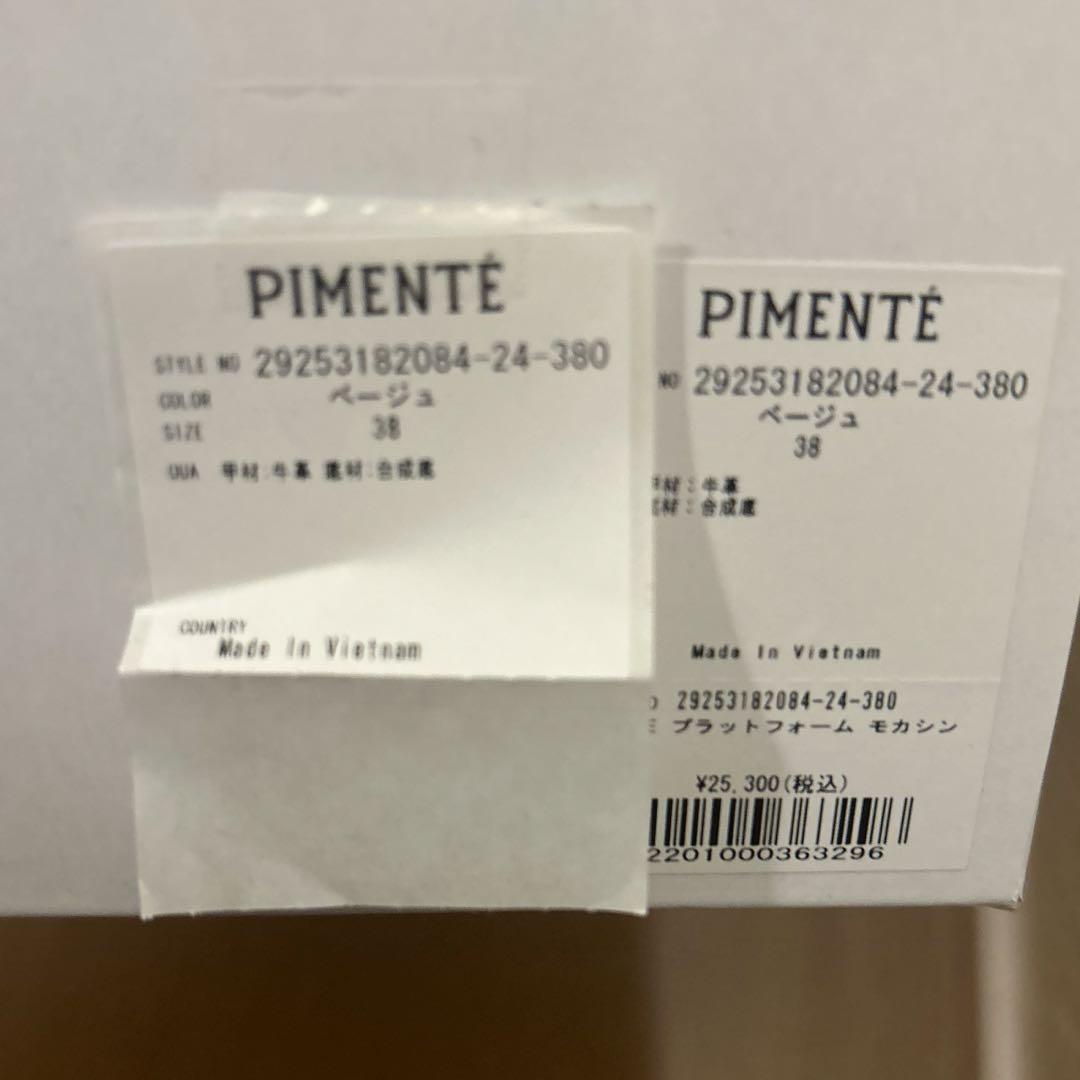 PIMENTÉ
STYLE NO 29253182084-24-380
COLOR ベージュ
SIZE 38
QUA 甲材:牛革 底材:合成底
COUNTRY
Made In Vietnam
PIMENTÉ
NO 29253182084-24-380
ベージュ
38
甲材:牛革
底材:合成底
Made In Vietnam
29253182084-24-380
プラットフォーム モカシン
¥25,300(税込)
2201000363296